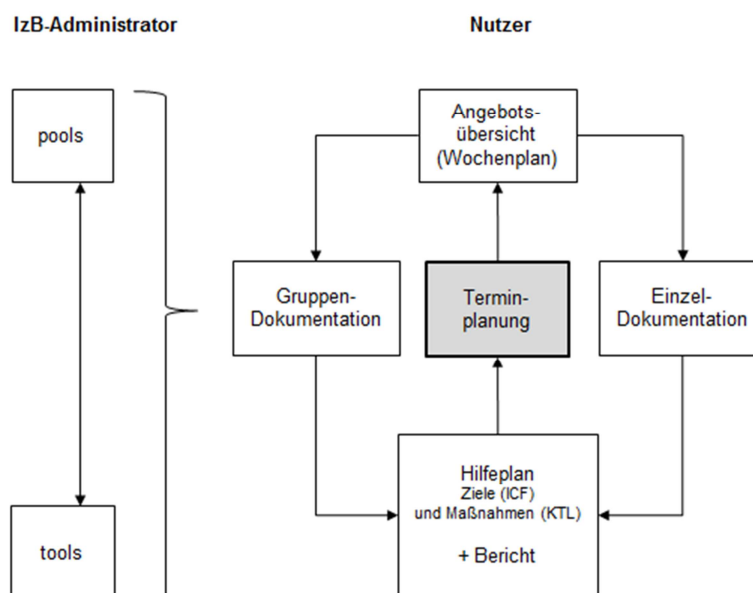 IzB-Administrator
Nutzer
pools
Angebots-
übersicht
(Wochenplan)
Gruppen-
Dokumentation
Termin-
planung
Einzel-
Dokumentation
Hilfeplan
Ziele (ICF)
und Maßnahmen (KTL)
+ Bericht
tools